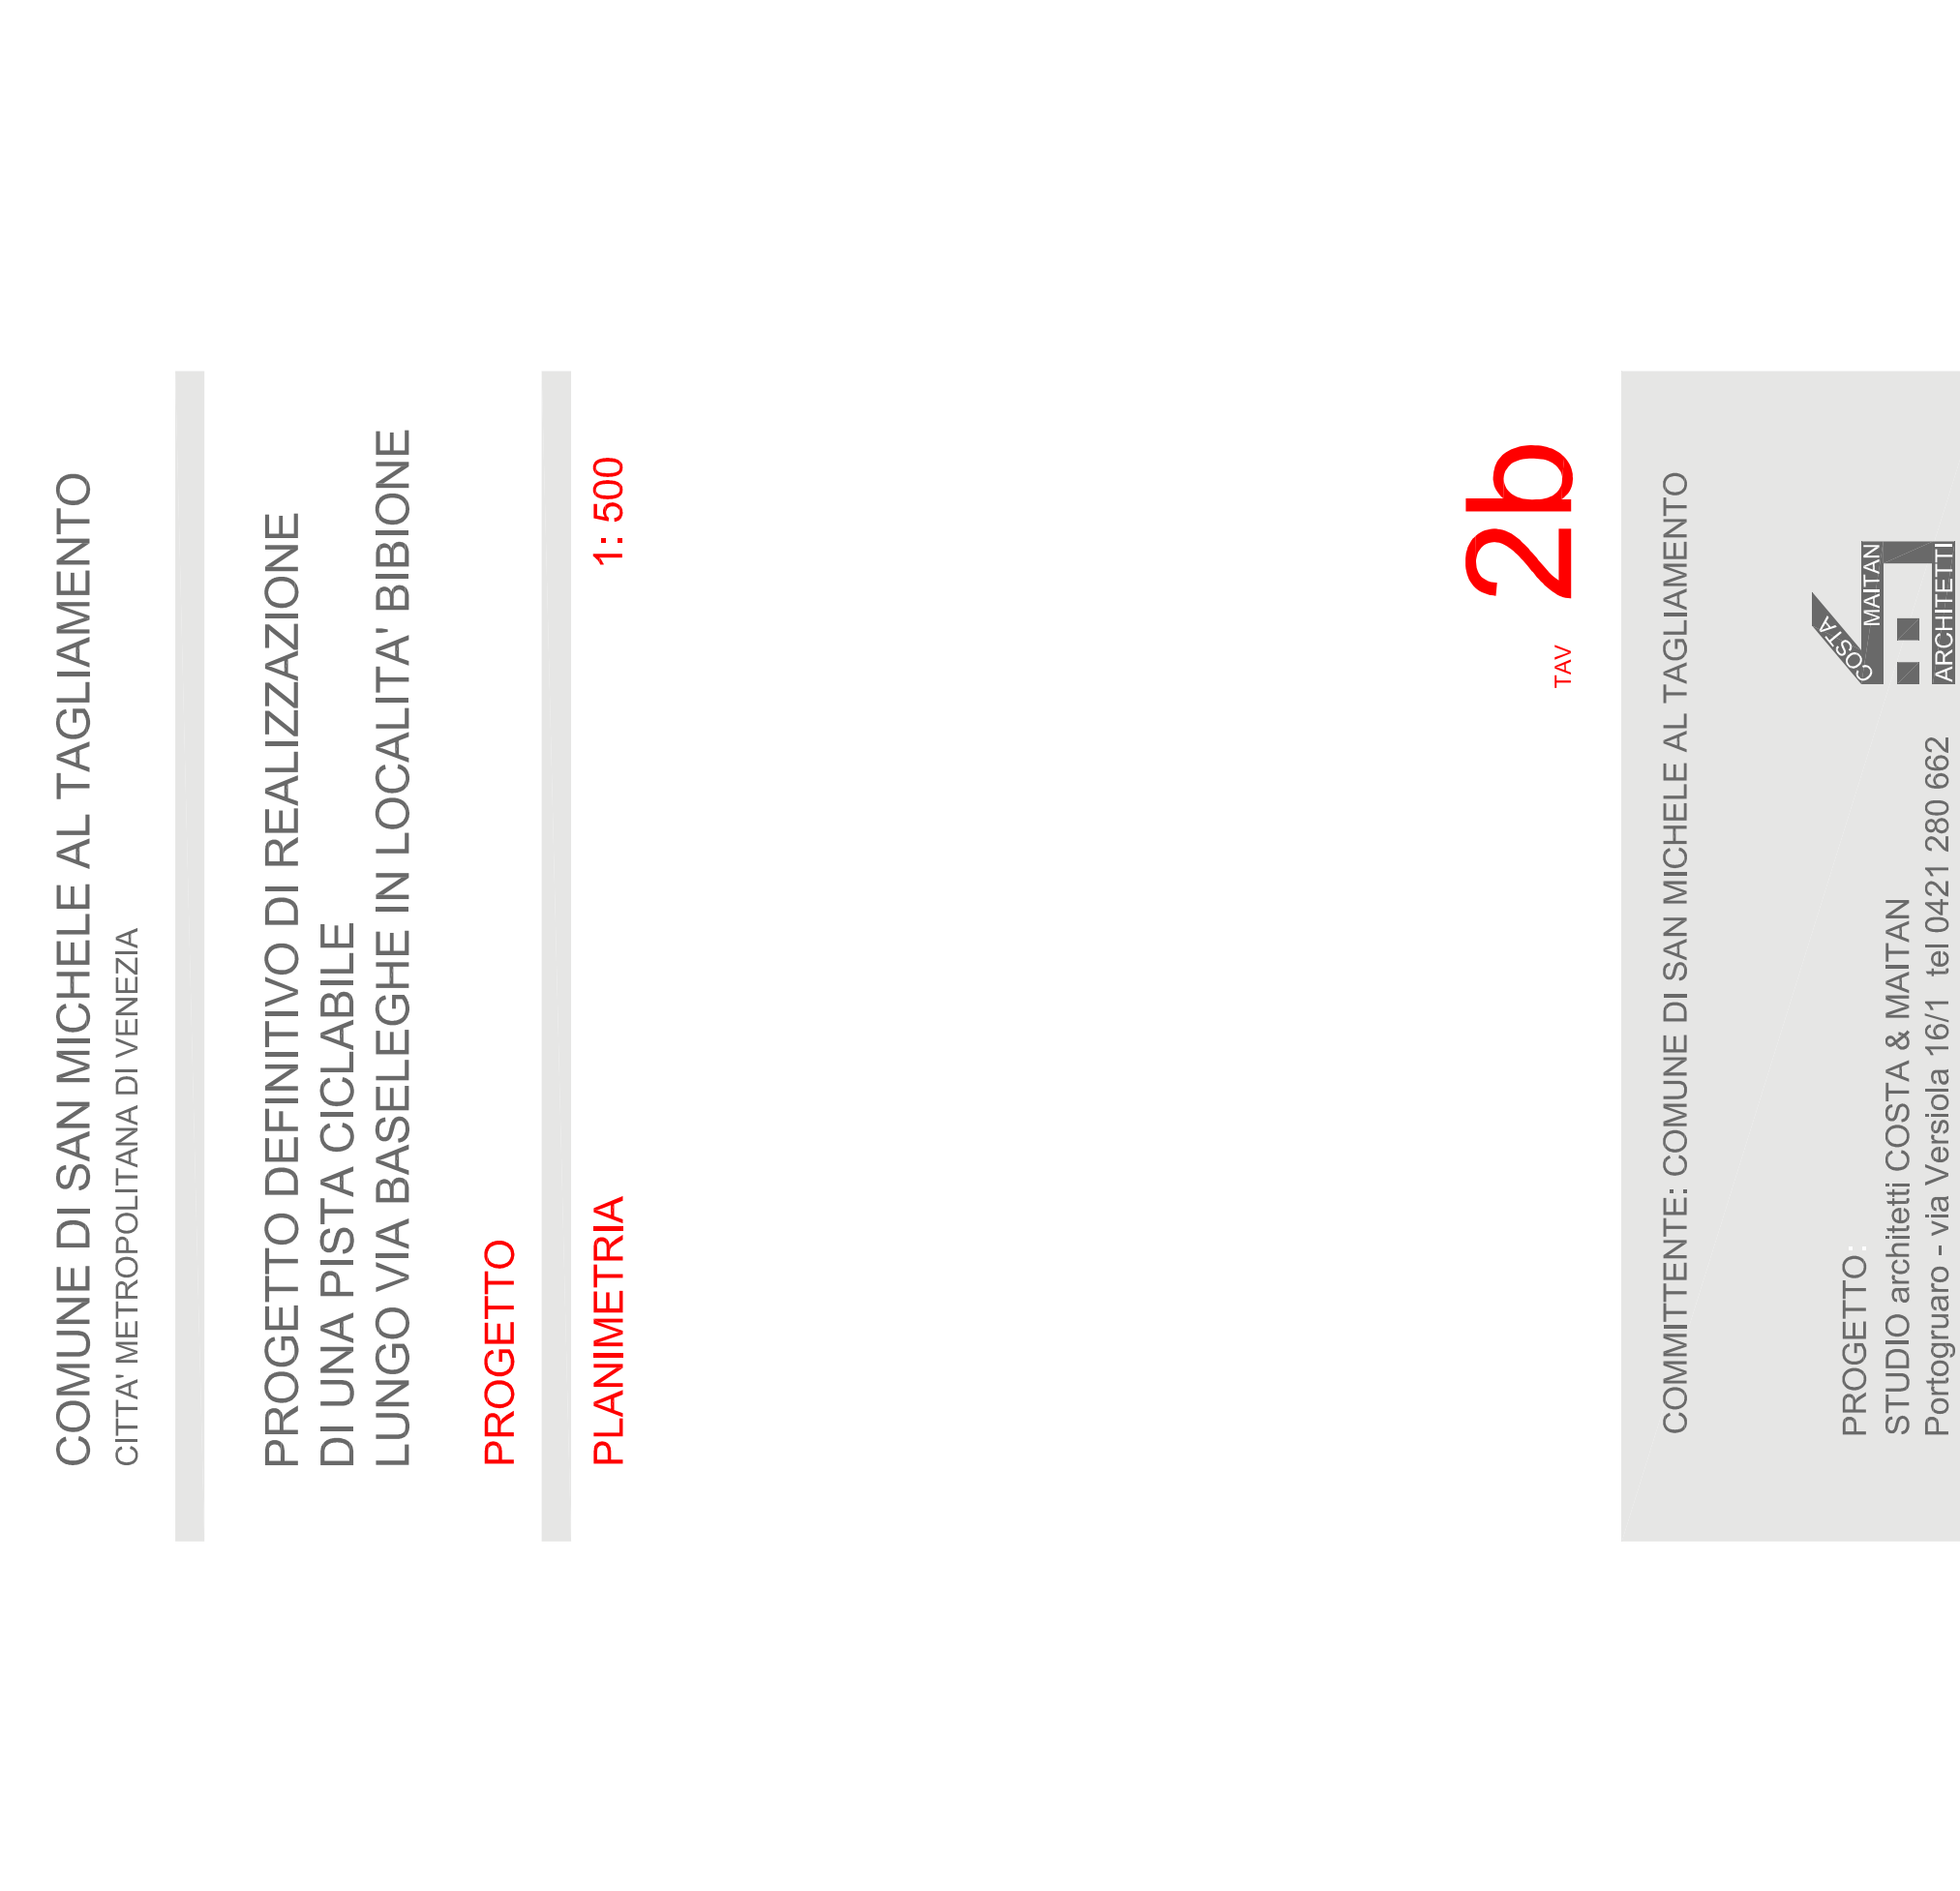 COMUNE DI SAN MICHELE AL TAGLIAMENTO
CITTA' METROPOLITANA DI VENEZIA
PROGETTO DEFINITIVO DI REALIZZAZIONE
DI UNA PISTA CICLABILE
LUNGO VIA BASELEGHE IN LOCALITA' BIBIONE
PROGETTO
PLANIMETRIA 1: 500
TAV 2b
COMMITTENTE: COMUNE DI SAN MICHELE AL TAGLIAMENTO
COSTA
MAITAN
ARCHITETTI
PROGETTO:
STUDIO architetti COSTA & MAITAN
Portogruaro - via Versiola 16/1 tel 0421 280 662